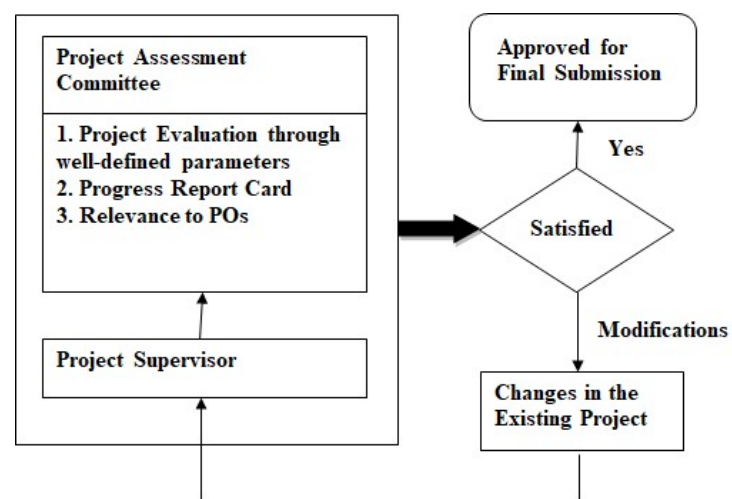 Project Assessment
Committee
1. Project Evaluation through
well-defined parameters
2. Progress Report Card
3. Relevance to POs
Project Supervisor
Approved for
Final Submission
Yes
Satisfied
Modifications
Changes in the
Existing Project